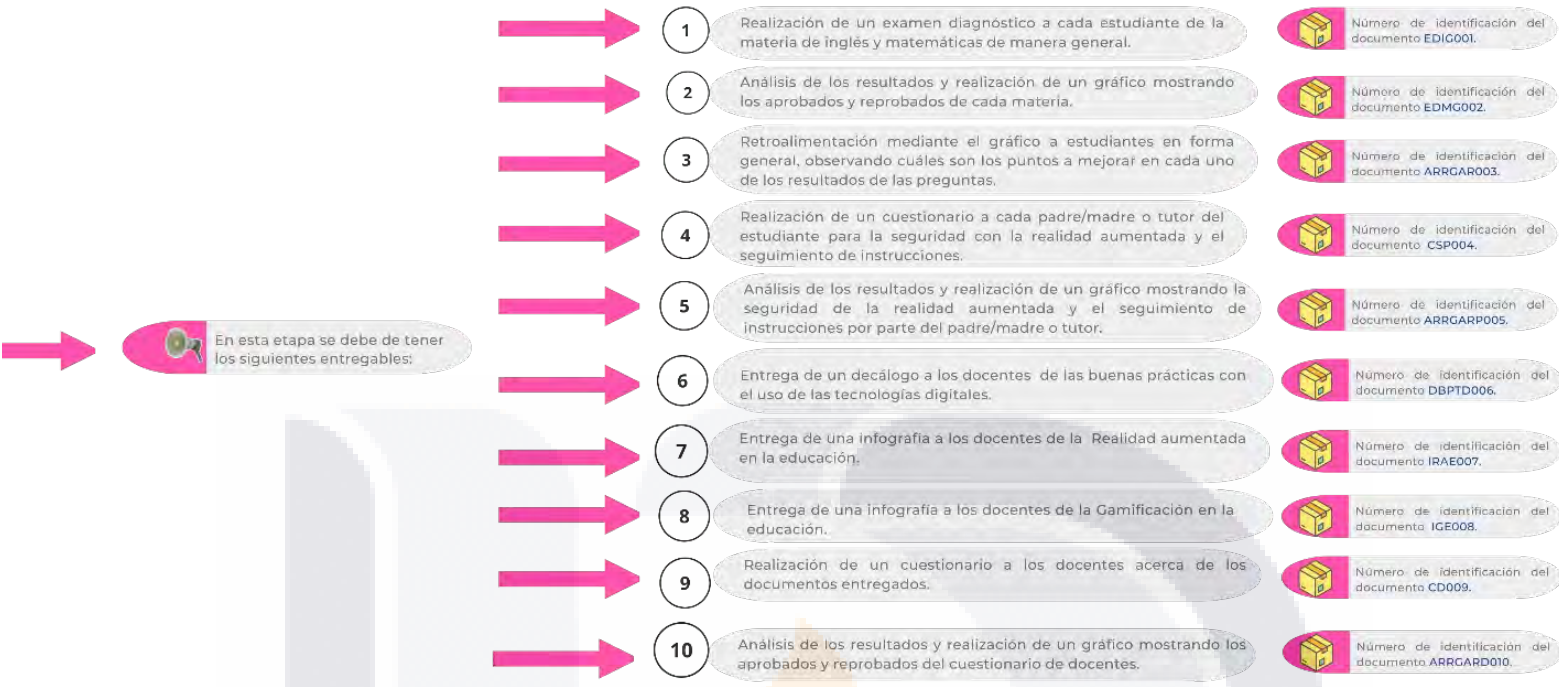 En esta etapa se debe de tener
los siguientes entregables:
1
Realización de un examen diagnóstico a cada estudiante de la
materia de inglés y matemáticas de manera general.
Número de identificación del
documento EDIG001.
2
Análisis de los resultados y realización de un gráfico mostrando
los aprobados y reprobados de cada materia.
Número de identificación del
documento EDMG002.
3
Retroalimentación mediante el gráfico a estudiantes en forma
general, observando cuáles son los puntos a mejorar en cada uno
de los resultados de las preguntas.
Número de identificación del
documento ARRGAR003.
4
Realización de un cuestionario a cada padre/madre o tutor del
estudiante para la seguridad con la realidad aumentada y el
seguimiento de instrucciones.
Número de identificación del
documento CSP004.
5
Análisis de los resultados y realización de un gráfico mostrando la
seguridad de la realidad aumentada y el seguimiento de
instrucciones por parte del padre/madre o tutor.
Número de identificación del
documento ARRGARP005.
6
Entrega de un decálogo a los docentes de las buenas prácticas con
el uso de las tecnologías digitales.
Número de identificación del
documento DBPTD006.
7
Entrega de una infografía a los docentes de la Realidad aumentada
en la educación.
Número de identificación del
documento IRAE007.
8
Entrega de una infografía a los docentes de la Gamificación en la
educación.
Número de identificación del
documento IGE008.
9
Realización de un cuestionario a los docentes acerca de los
documentos entregados.
Número de identificación del
documento CD009.
10
Análisis de los resultados y realización de un gráfico mostrando los
aprobados y reprobados del cuestionario de docentes.
Número de identificación del
documento ARRGARD010.